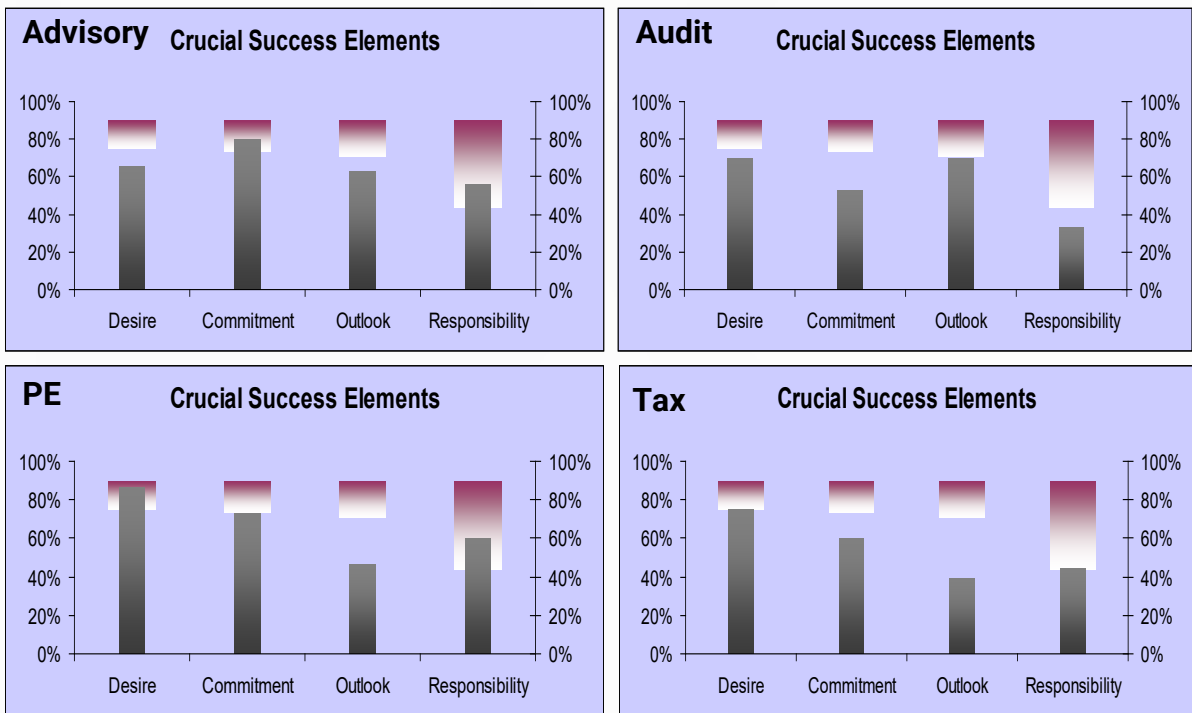 Advisory
Crucial Success Elements
100% 100%
80% 80%
60% 60%
40% 40%
20% 20%
0% 0%
Desire Commitment Outlook Responsibility
Audit
Crucial Success Elements
100% 100%
80% 80%
60% 60%
40% 40%
20% 20%
0% 0%
Desire Commitment Outlook Responsibility
PE
Crucial Success Elements
100% 100%
80% 80%
60% 60%
40% 40%
20% 20%
0% 0%
Desire Commitment Outlook Responsibility
Tax
Crucial Success Elements
100% 100%
80% 80%
60% 60%
40% 40%
20% 20%
0% 0%
Desire Commitment Outlook Responsibility